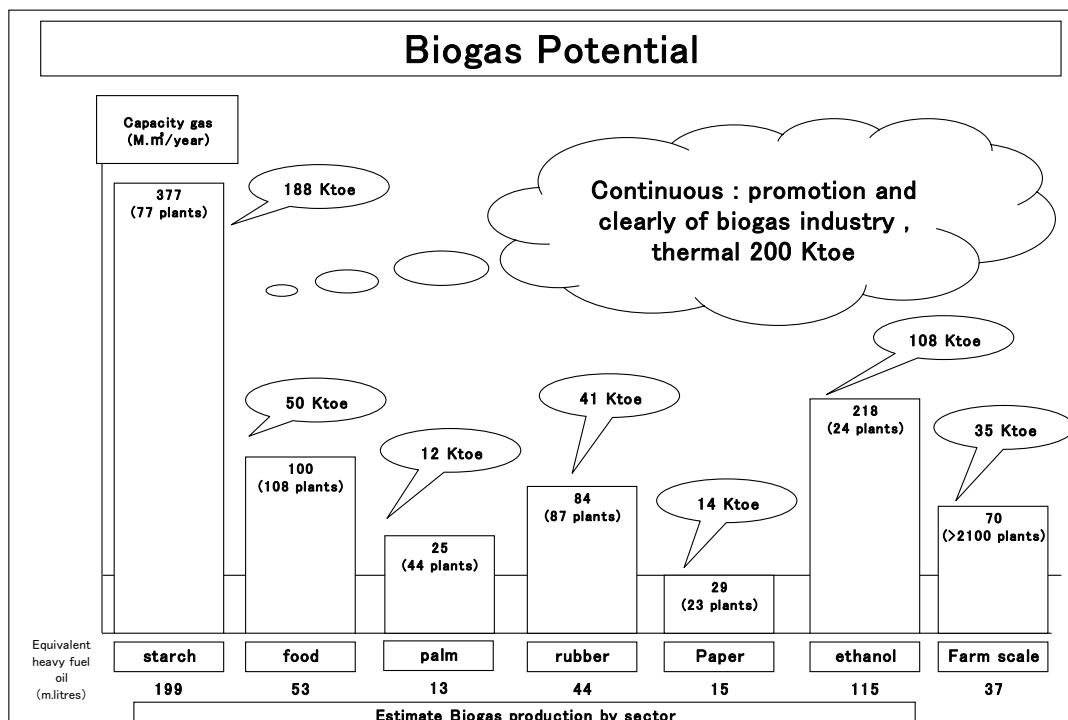 Biogas Potential
Capacity gas
(M.㎥/year)
377
(77 plants)
188 Ktoe
Continuous : promotion and
clearly of biogas industry ,
thermal 200 Ktoe
50 Ktoe
100
(108 plants)
12 Ktoe
25
(44 plants)
41 Ktoe
84
(87 plants)
14 Ktoe
29
(23 plants)
108 Ktoe
218
(24 plants)
35 Ktoe
70
(>2100 plants)
starch
food
palm
rubber
Paper
ethanol
Farm scale
Equivalent
heavy fuel
oil
(m.litres)
199
53
13
44
15
115
37
Estimate Biogas production by sector